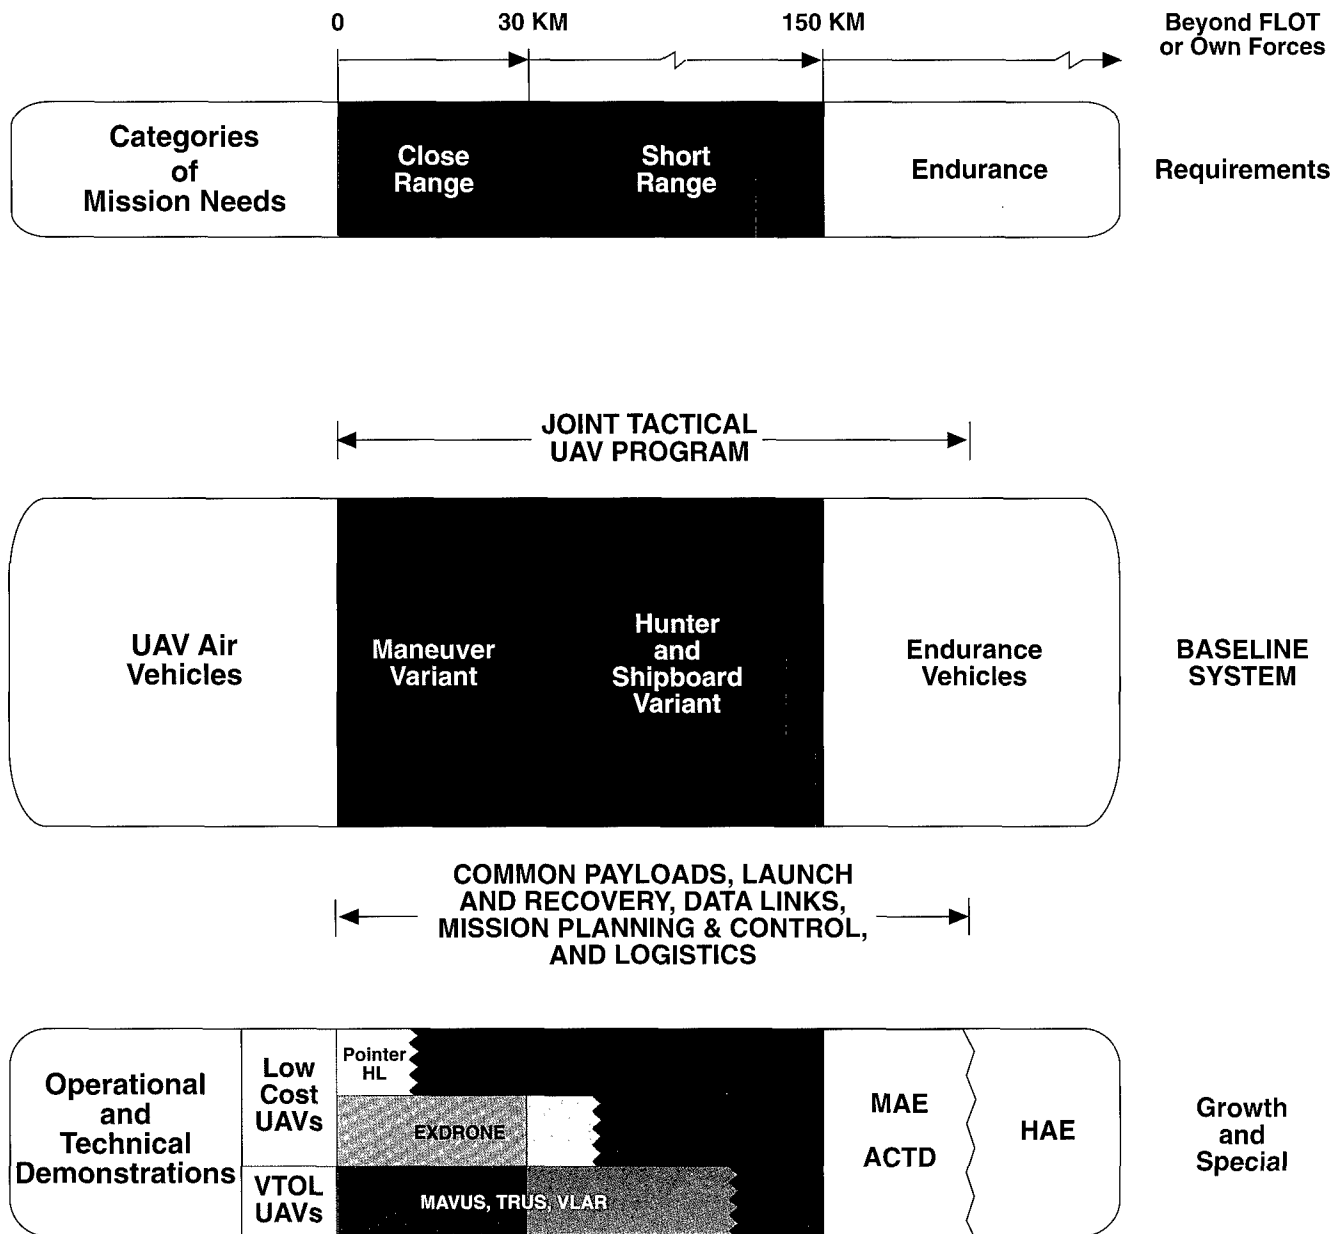 0
30 KM
150 KM
Beyond FLOT
or Own Forces
Categories
of
Mission Needs
Close
Range
Short
Range
Endurance
Requirements
JOINT TACTICAL
UAV PROGRAM
UAV Air
Vehicles
Maneuver
Variant
Hunter
and
Shipboard
Variant
Endurance
Vehicles
BASELINE
SYSTEM
COMMON PAYLOADS, LAUNCH
AND RECOVERY, DATA LINKS,
MISSION PLANNING & CONTROL,
AND LOGISTICS
Operational
and
Technical
Demonstrations
Low
Cost
UAVs
Pointer
HL
EXDRONE
VTOL
UAVs
MAVUS, TRUS, VLAR
MAE
ACTD
HAE
Growth
and
Special